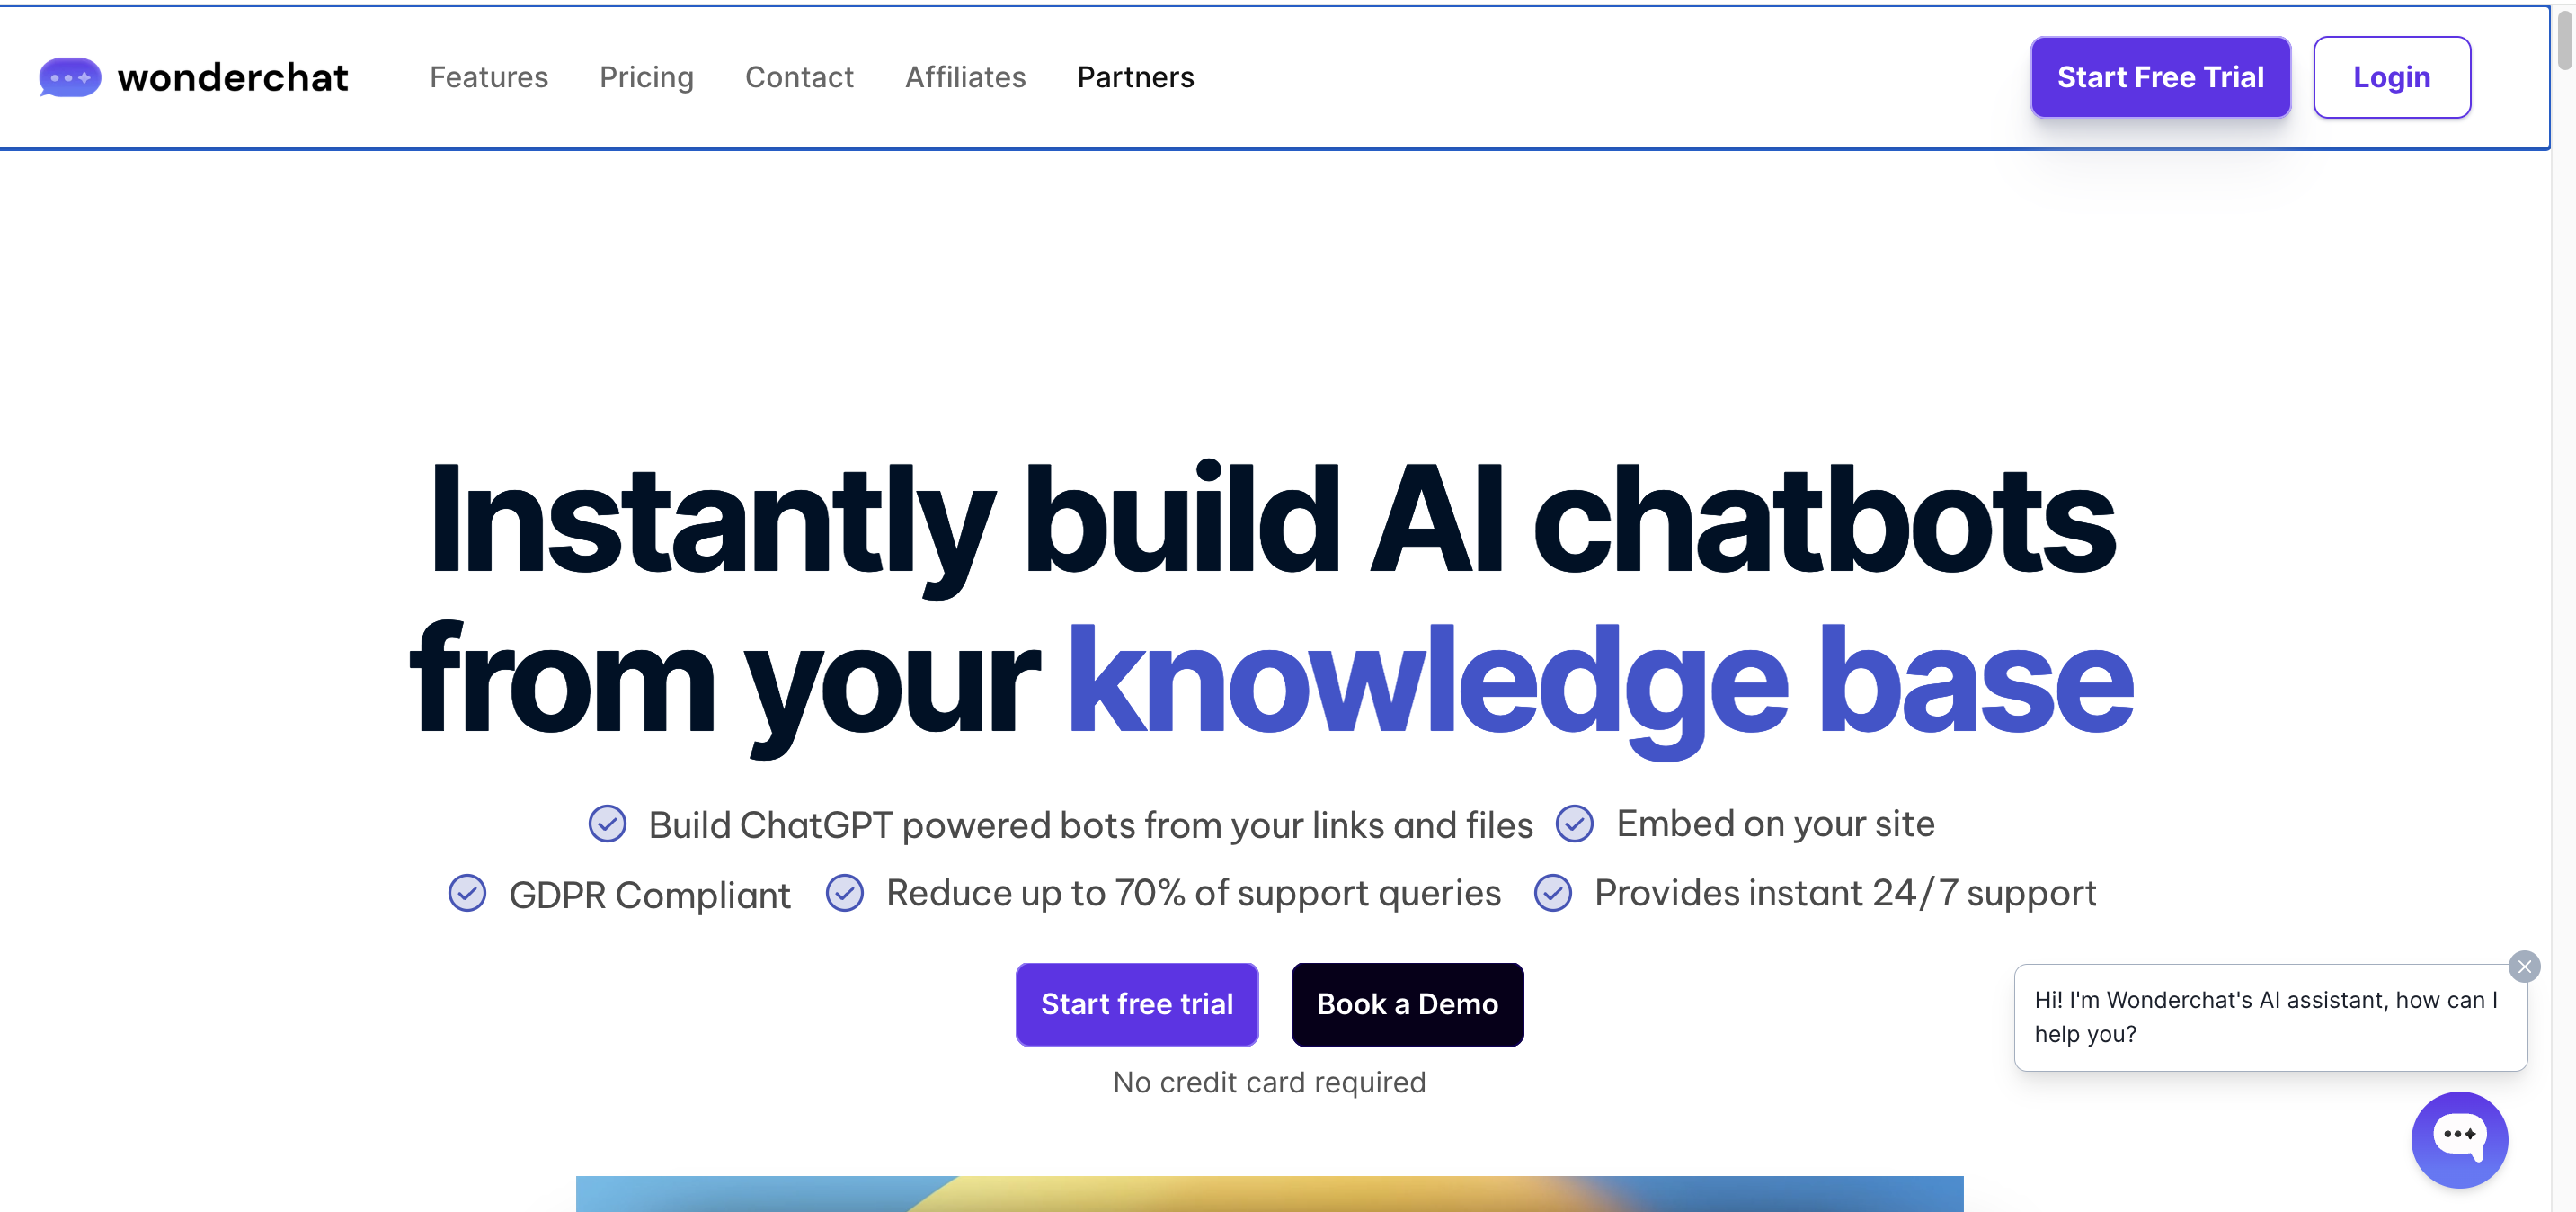 wonderchat Features Pricing Contact Affiliates Partners Start Free Trial Login
Instantly build AI chatbots
from your knowledge base
Build ChatGPT powered bots from your links and files Embed on your site
GDPR Compliant Reduce up to 70% of support queries Provides instant 24/7 support
Start free trial Book a Demo
No credit card required
Hi! I'm Wonderchat's AI assistant, how can I
help you?